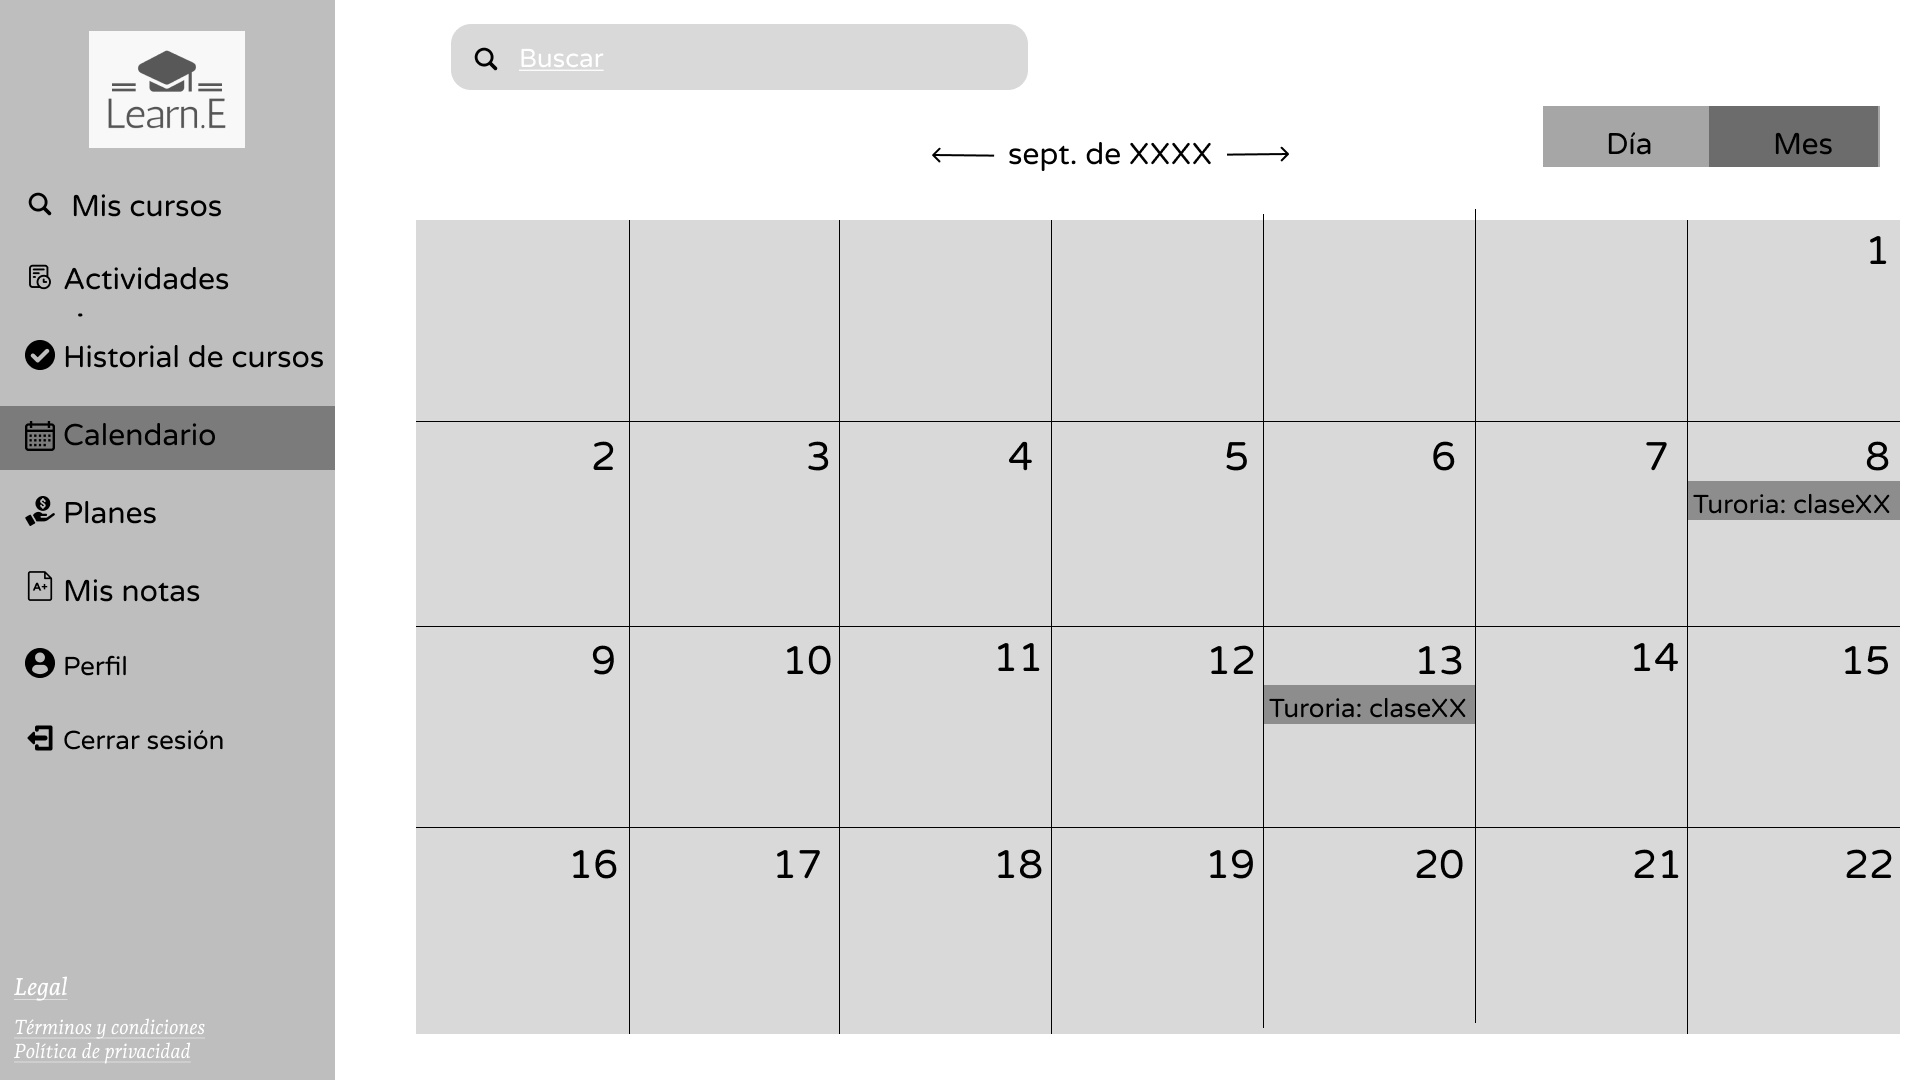 Learn.E
Mis cursos
Actividades
Historial de cursos
Calendario
Planes
A+
Mis notas
Perfil
Cerrar sesión
Legal
Términos y condiciones
Política de privacidad
Buscar
sept. de XXXX
Día
Mes
1
2 3 4 5 6 7 8
Turoria: claseXX
9 10 11 12 13 14 15
Turoria: claseXX
16 17 18 19 20 21 22